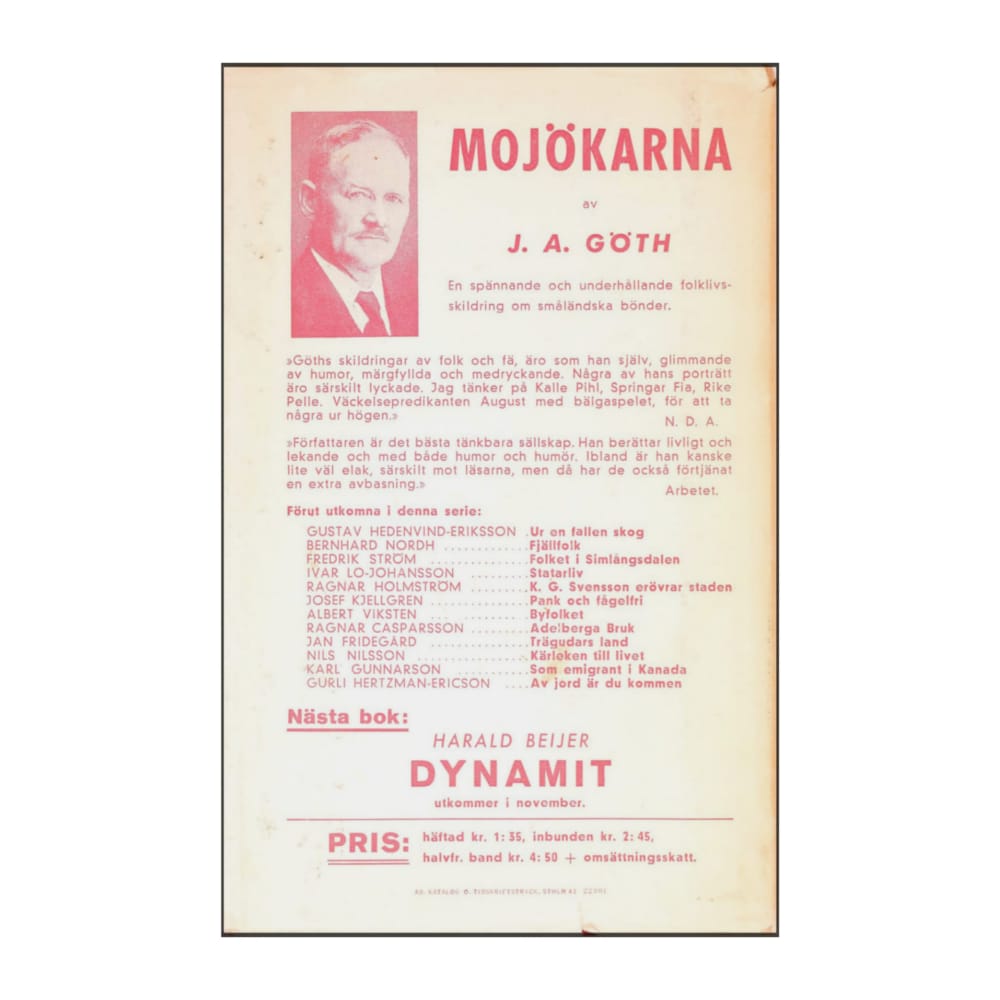 MOJÖKARNA
av
J. A. GÖTH
En spännande och underhållande folklivs-
skildring om småländska bönder.
»Göths skildringar av folk och fä, äro som han själv, glimmande
av humor, märgfyllda och medryckande. Några av hans porträtt
äro särskilt lyckade. Jag tänker på Kalle Pihl, Springar Fia, Rike
Pelle. Väckelsepredikanten August med bälgaspelet, för att ta
några ur högen.»
N. D. A.
»Författaren är det bästa tänkbara sällskap. Han berättar livligt och
lekande och med både humor och humör. Ibland är han kanske
lite väl elak, särskilt mot läsarna, men då har de också förtjänat
en extra avbasning.»
Arbetet.
Förut utkomna i denna serie:
GUSTAV HEDENVIND-ERIKSSON . Ur en fallen skog
BERNHARD NORDH ............ Fjällfolk
FREDRIK STRÖM ............. Folket i Simlångsdalen
IVAR LO-JOHANSSON ........ Statarliv
RAGNAR HOLMSTRÖM ........ K. G. Svensson erövrar staden
JOSEF KJELLGREN .............. Pank och fågelfri
ALBERT VIKSTEN ... .......... Byfolket
RAGNAR CASPARSSON ........ Adelberga Bruk
JAN FRIDEGÅRD .............. Trägudars land
NILS NILSSON ................ Kärleken till livet
KARL GUNNARSON ............ Som emigrant i Kanada
GURLI HERTZMAN-ERICSON .... Av jord är du kommen
Nästa bok:
HARALD BEIJER
DYNAMIT
utkommer i november.
PRIS: häftad kr. 1: 35, inbunden kr. 2: 45,
halvfr. band kr. 4: 50 + omsättningsskatt.
AB. KATALOG O. TIDSKRIFTSTRYCK, STHLM 41